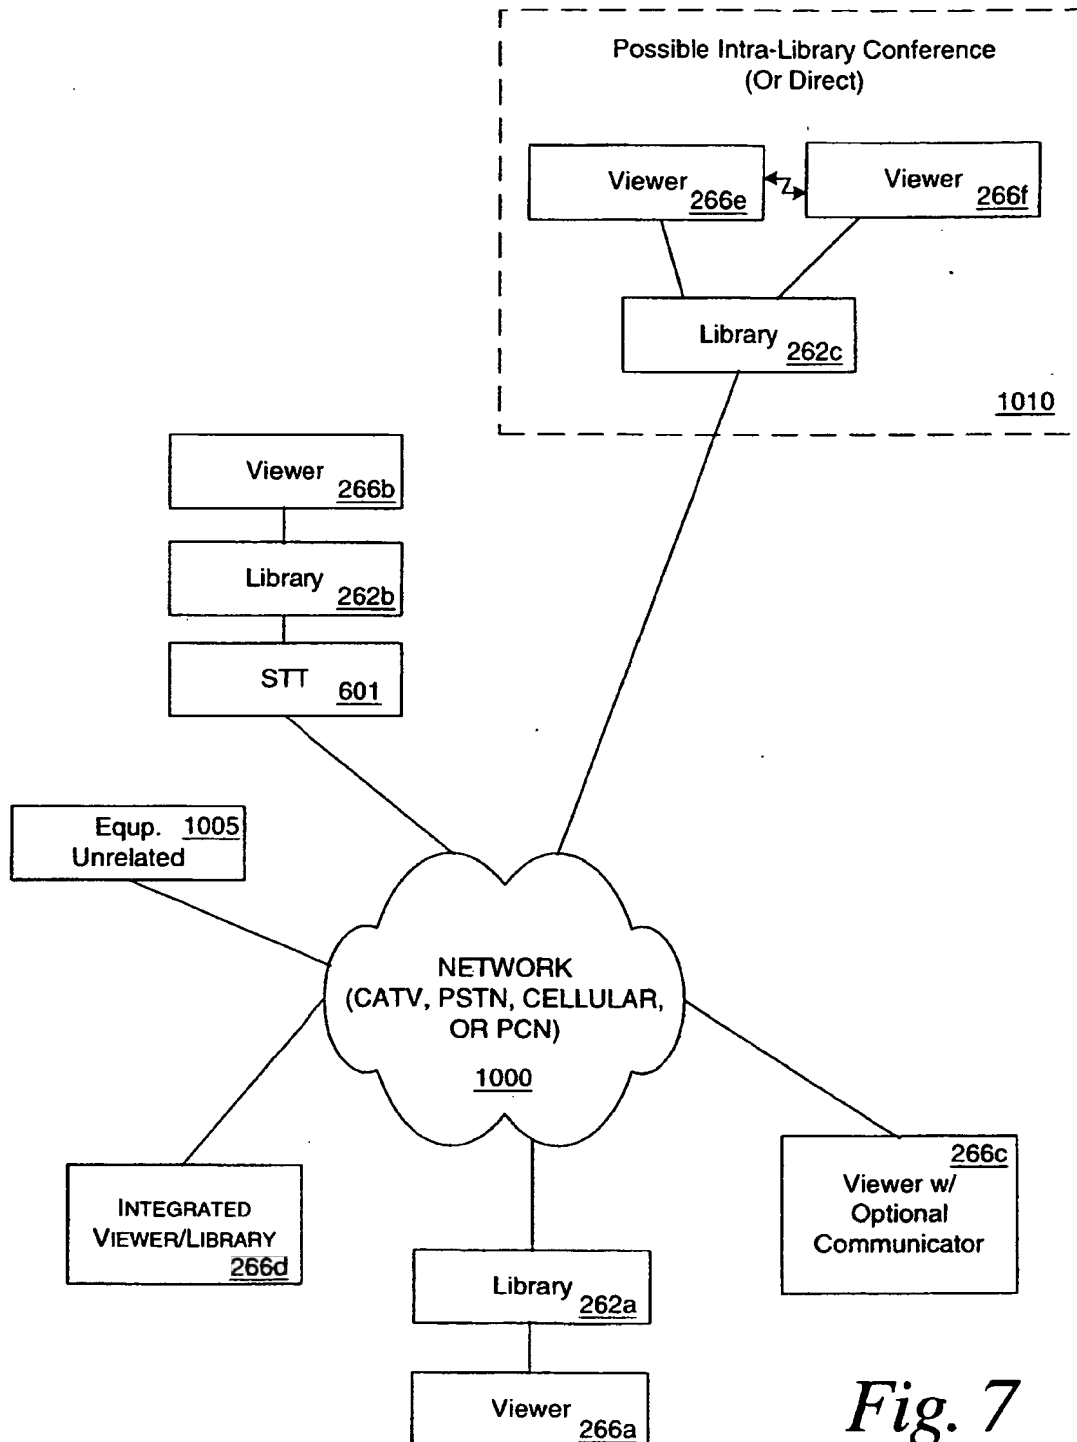 Possible Intra-Library Conference
(Or Direct)
Viewer 266e
Viewer 266f
Library 262c
1010
Viewer 266b
Library 262b
STT 601
Equp. 1005
Unrelated
NETWORK
(CATV, PSTN, CELLULAR,
OR PCN)
1000
INTEGRATED
VIEWER/LIBRARY
266d
266c
Viewer w/
Optional
Communicator
Library 262a
Viewer 266a
Fig. 7